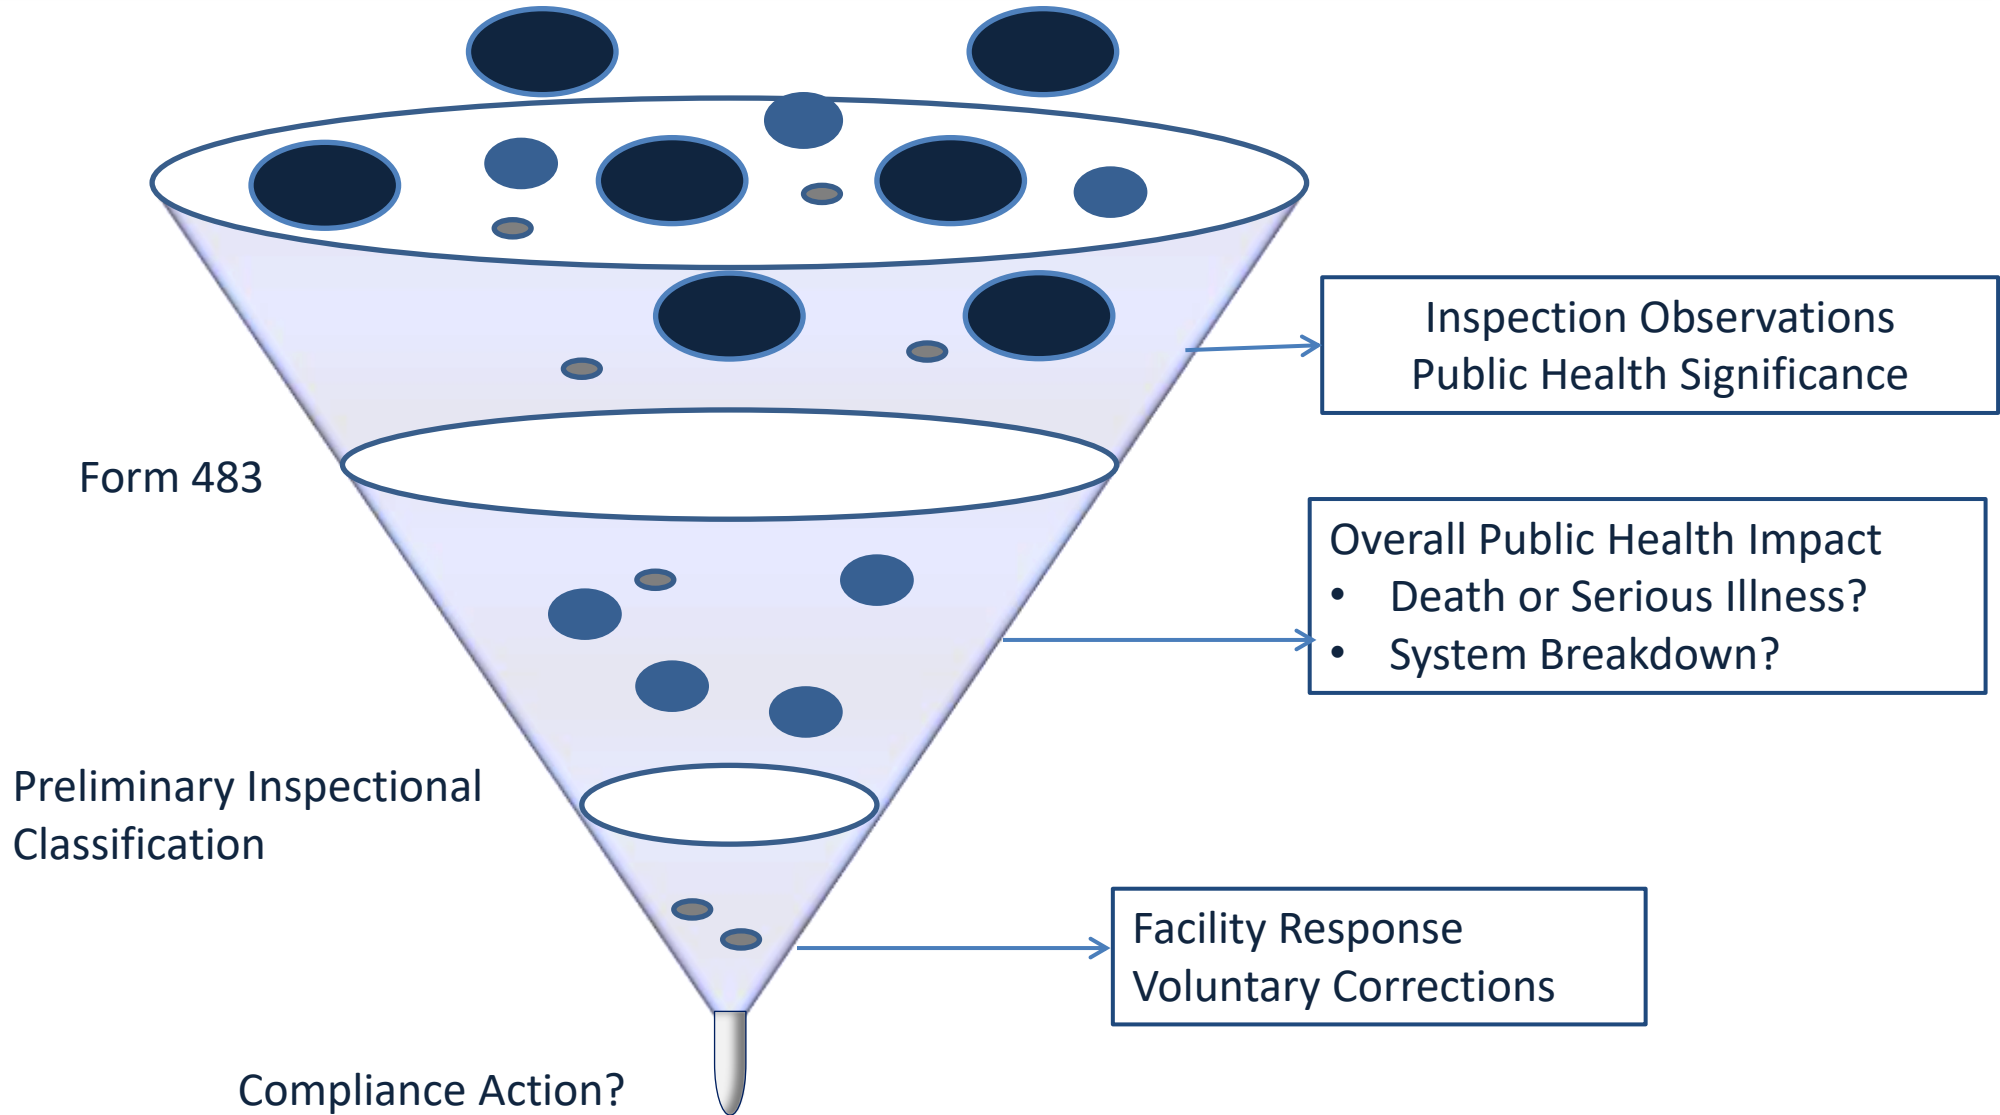 Inspection Observations
Public Health Significance
Form 483
Overall Public Health Impact
• Death or Serious Illness?
• System Breakdown?
Preliminary Inspectional
Classification
Facility Response
Voluntary Corrections
Compliance Action?